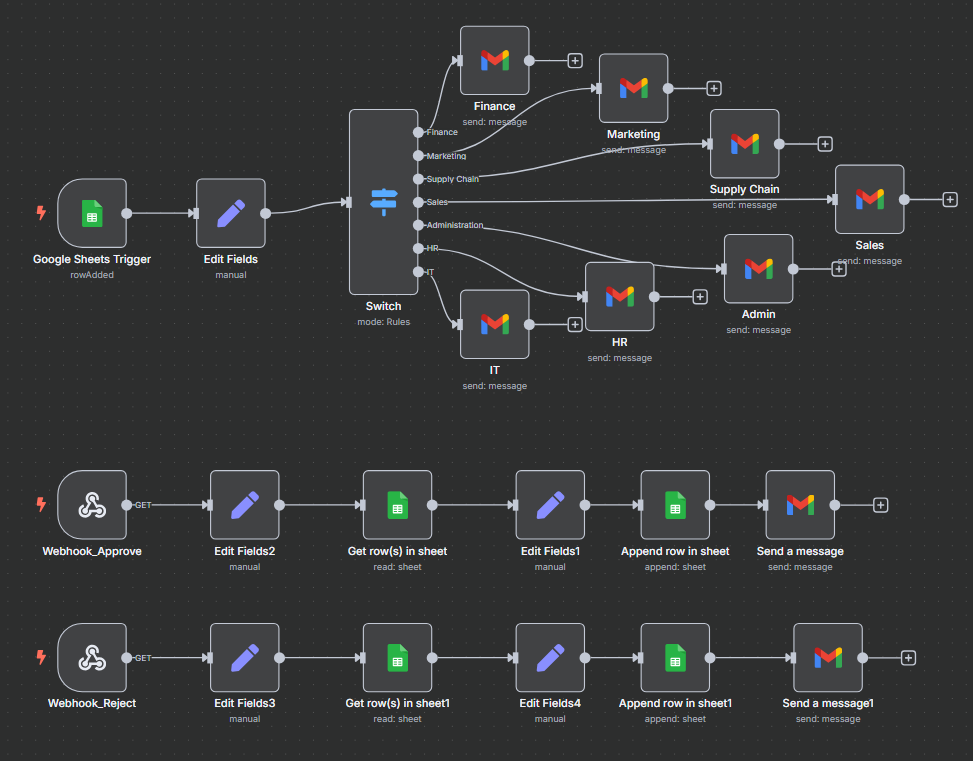 Finance
send: message
Marketing
send: message
Supply Chain
send: message
Sales
send: message
Google Sheets Trigger
rowAdded
Edit Fields
manual
Finance
Marketing
Supply Chain
Sales
Administration
HR
IT
Switch
mode: Rules
Admin
send: message
HR
send: message
IT
send: message
GET
Webhook_Approve
Edit Fields2
manual
Get row(s) in sheet
read: sheet
Edit Fields1
manual
Append row in sheet
append: sheet
Send a message
send: message
GET
Webhook_Reject
Edit Fields3
manual
Get row(s) in sheet1
read: sheet
Edit Fields4
manual
Append row in sheet1
append: sheet
Send a message1
send: message